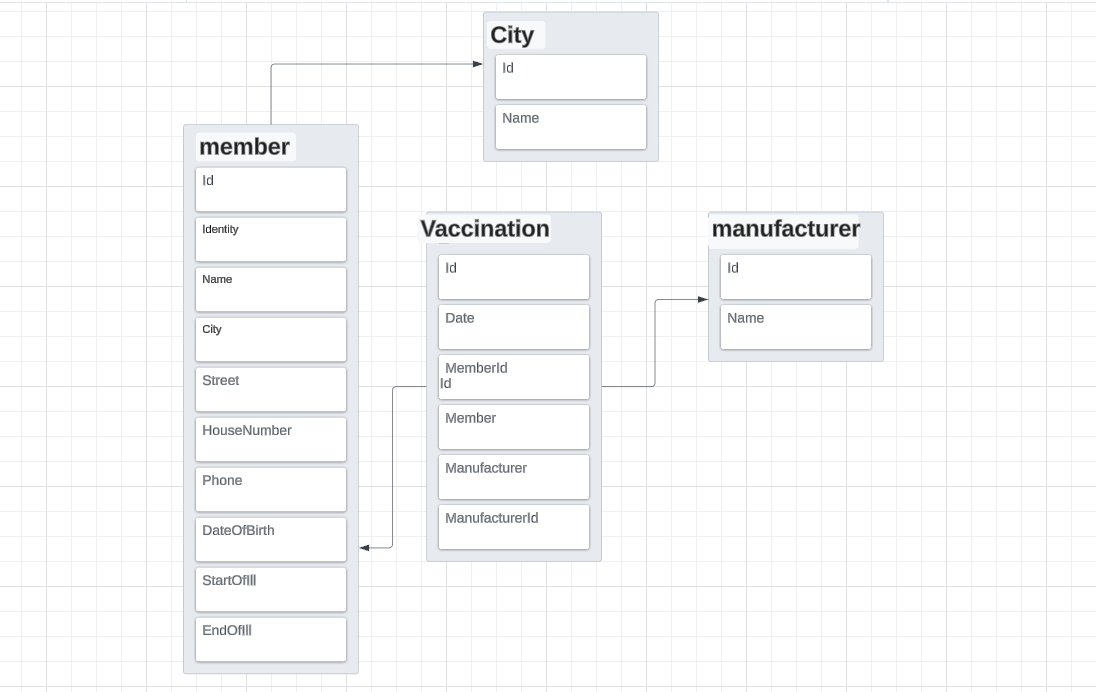 City
Id
Name
member
Id
Identity
Name
City
Street
HouseNumber
Phone
DateOfBirth
StartOfIll
EndOfIll
Vaccination
Id
Date
MemberId
Id
Member
Manufacturer
ManufacturerId
manufacturer
Id
Name